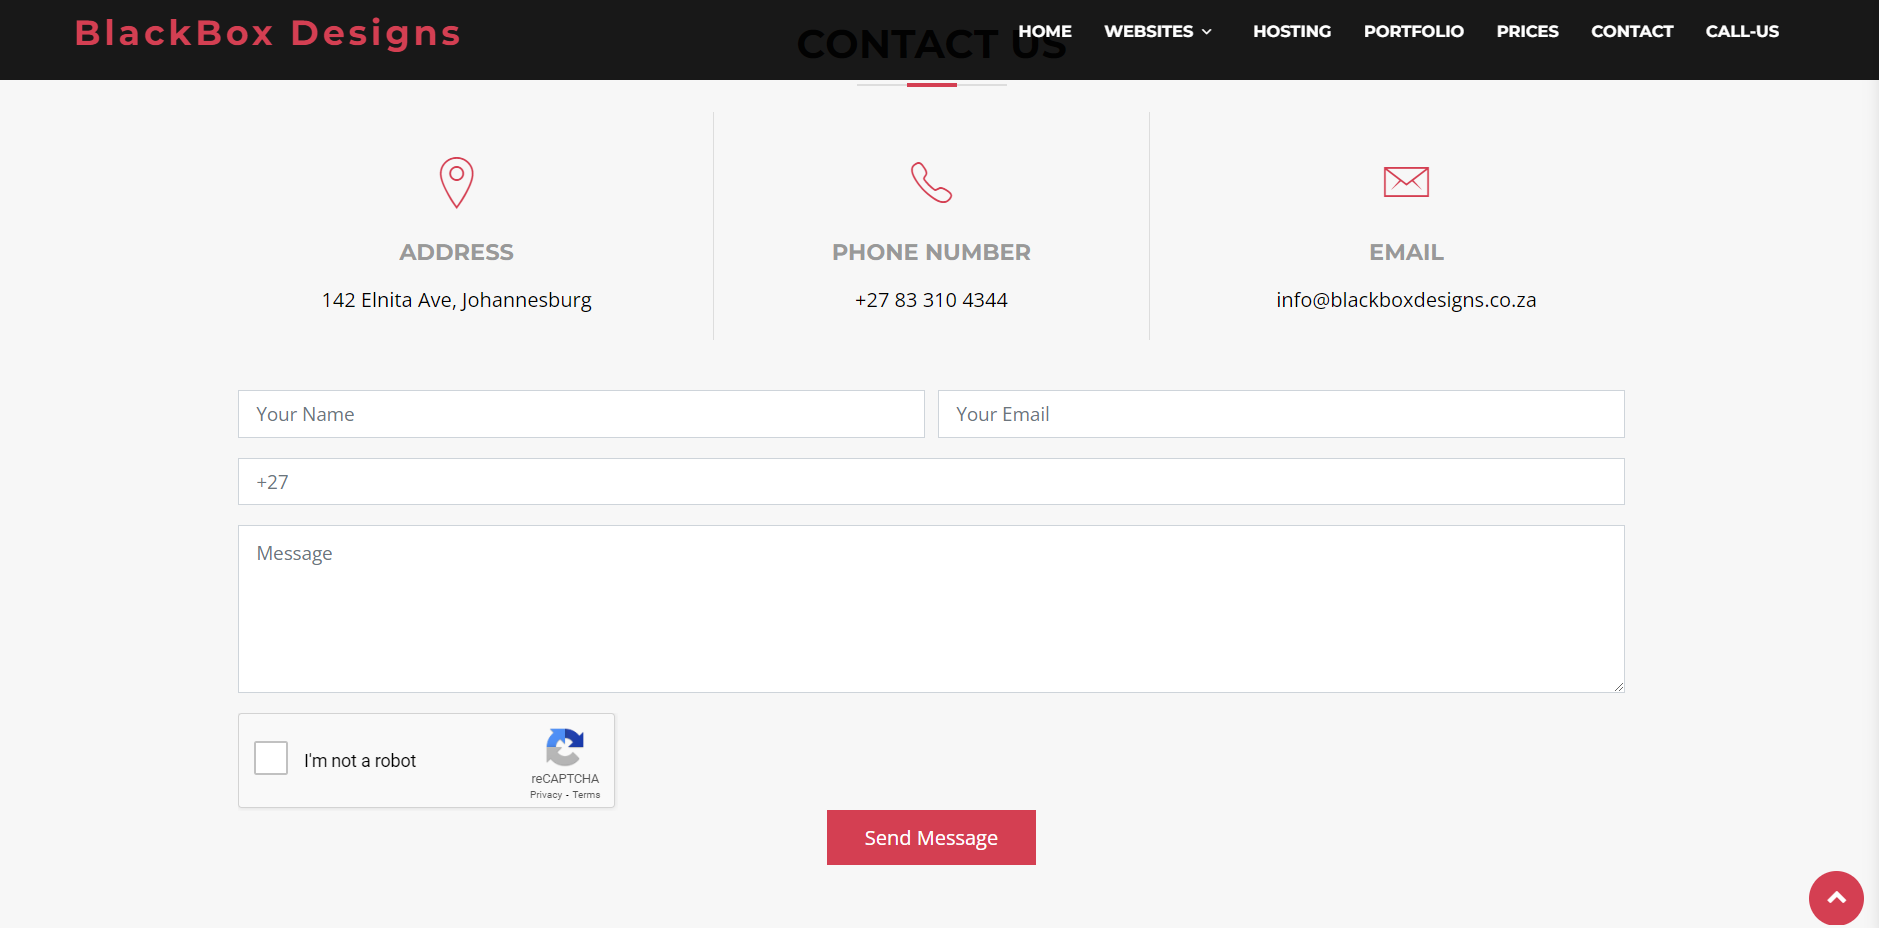 BlackBox Designs
HOME WEBSITES HOSTING PORTFOLIO PRICES CONTACT CALL-US
CONTACT US
ADDRESS
142 Elnita Ave, Johannesburg
PHONE NUMBER
+27 83 310 4344
EMAIL
info@blackboxdesigns.co.za
Your Name
Your Email
+27
Message
I'm not a robot
reCAPTCHA
Privacy - Terms
Send Message